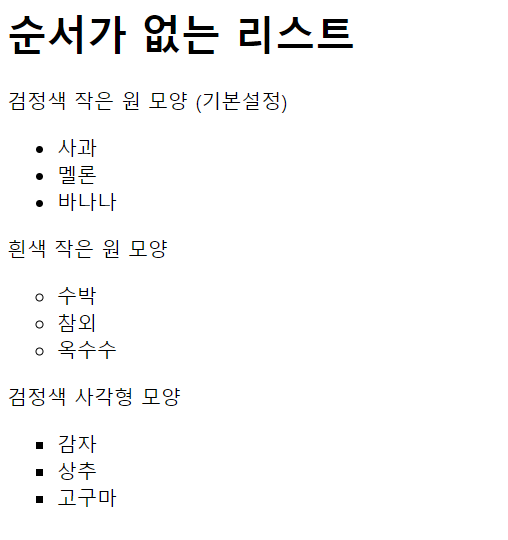 순서가 없는 리스트
검정색 작은 원 모양 (기본설정)
사과
멜론
바나나
흰색 작은 원 모양
수박
참외
옥수수
검정색 사각형 모양
감자
상추
고구마